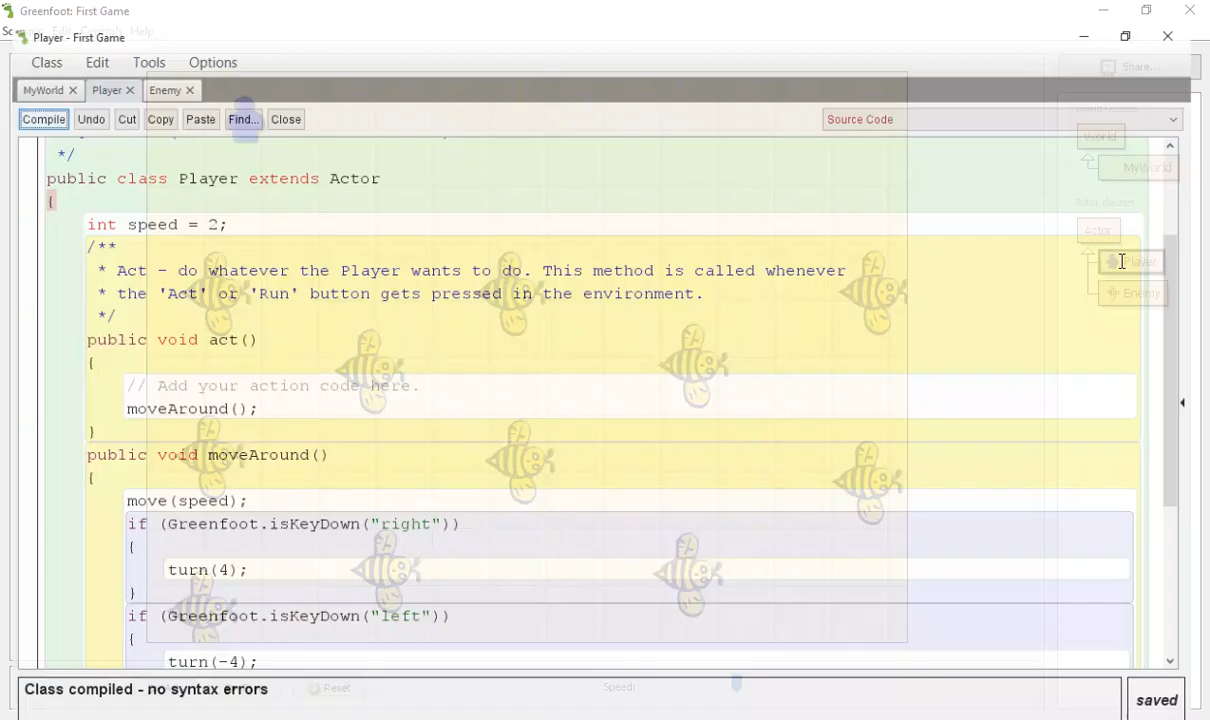 Greenfoot: First Game
Help
Player - First Game
Class Edit Tools Options
MyWorld Player Enemy
Compile Undo Cut Copy Paste Find... Close Source Code
Share...
World
MyWorld
Actor classes
Actor
Player
Enemy
*/
public class Player extends Actor
{
int speed = 2;
/**
* Act - do whatever the Player wants to do. This method is called whenever
* the 'Act' or 'Run' button gets pressed in the environment.
*/
public void act()
{
// Add your action code here.
moveAround();
}
public void moveAround()
{
move(speed);
if (Greenfoot.isKeyDown("right"))
{
turn(4);
}
if (Greenfoot.isKeyDown("left"))
{
turn(-4);
Reset Speed:
Class compiled - no syntax errors saved